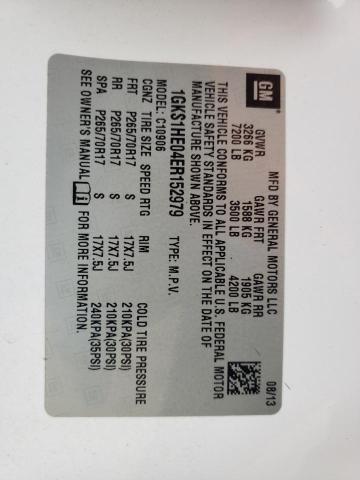 GM
MFD BY GENERAL MOTORS LLC
08/13
GVWR GAWR FRT GAWR RR
3266 KG 1588 KG 1905 KG
7200 LB 3500 LB 4200 LB
THIS VEHICLE CONFORMS TO ALL APPLICABLE U.S. FEDERAL MOTOR
VEHICLE SAFETY STANDARDS IN EFFECT ON THE DATE OF
MANUFACTURE SHOWN ABOVE.
1GKS1HE04ER152979 TYPE: M.P.V.
MODEL: C10906
CGNZ TIRE SIZE SPEED RTG RIM COLD TIRE PRESSURE
FRT P265/70R17 S 17X7.5J 210KPA(30PSI)
RR P265/70R17 S 17X7.5J 210KPA(30PSI)
SPA P265/70R17 S 17X7.5J 240KPA(35PSI)
SEE OWNER'S MANUAL i FOR MORE INFORMATION.